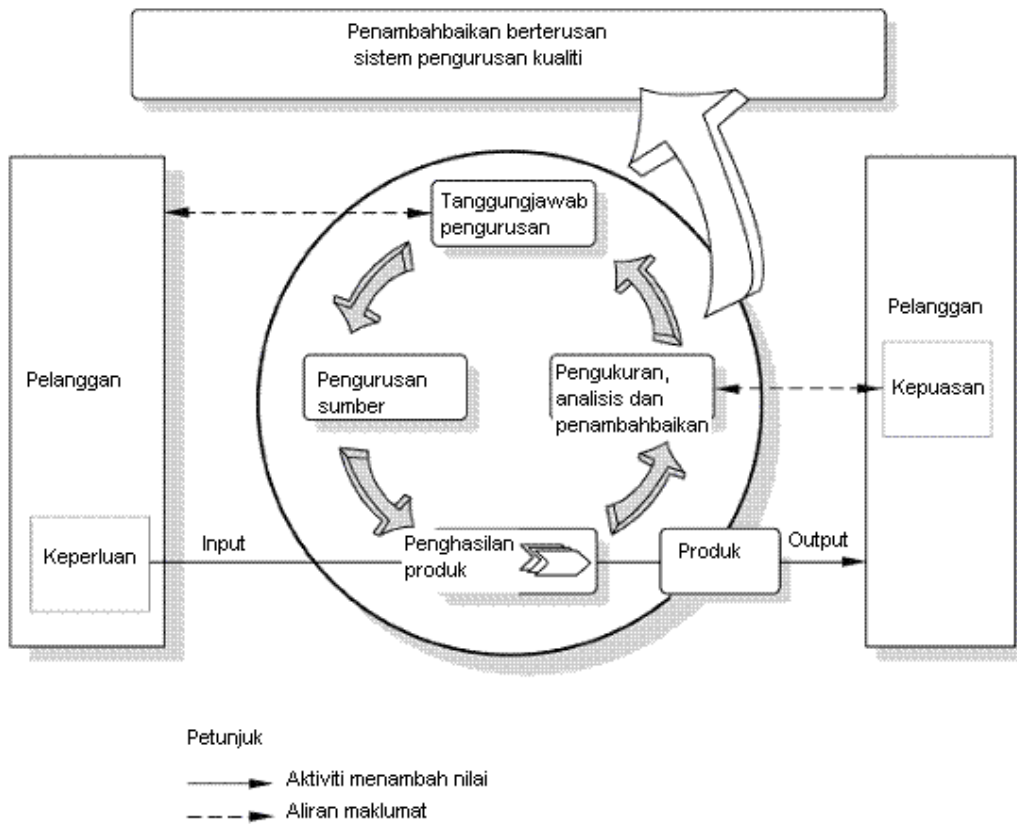 Penambahbaikan berterusan
sistem pengurusan kualiti
Tanggungjawab
pengurusan
Pelanggan
Keperluan
Pengurusan
sumber
Pengukuran,
analisis dan
penambahbaikan
Pelanggan
Kepuasan
Input
Penghasilan
produk
Produk
Output
Petunjuk
Aktiviti menambah nilai
Aliran maklumat